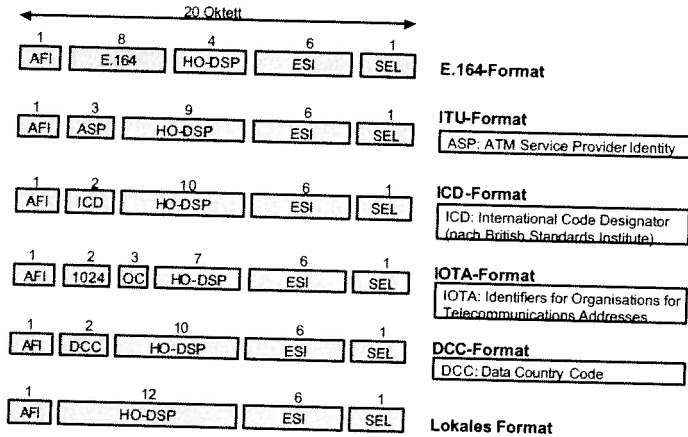 20 Oktett
1 8 4 6 1
AFI E.164 HO-DSP ESI SEL
E.164-Format
1 3 9 6 1
AFI ASP HO-DSP ESI SEL
ITU-Format
ASP: ATM Service Provider Identity
1 2 10 6 1
AFI ICD HO-DSP ESI SEL
ICD-Format
ICD: International Code Designator
(nach British Standards Institute)
1 2 3 7 6 1
AFI 1024 OC HO-DSP ESI SEL
IOTA-Format
IOTA: Identifiers for Organisations for
Telecommunications Addresses
1 2 10 6 1
AFI DCC HO-DSP ESI SEL
DCC-Format
DCC: Data Country Code
1 12 6 1
AFI HO-DSP ESI SEL
Lokales Format